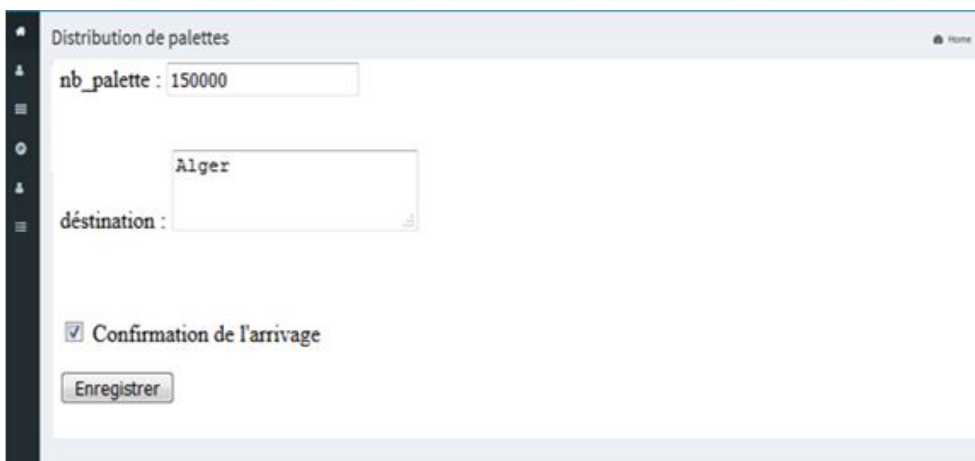 Distribution de palettes
Home
nb_palette : 150000
Alger
déstination :
Confirmation de l'arrivage
Enregistrer